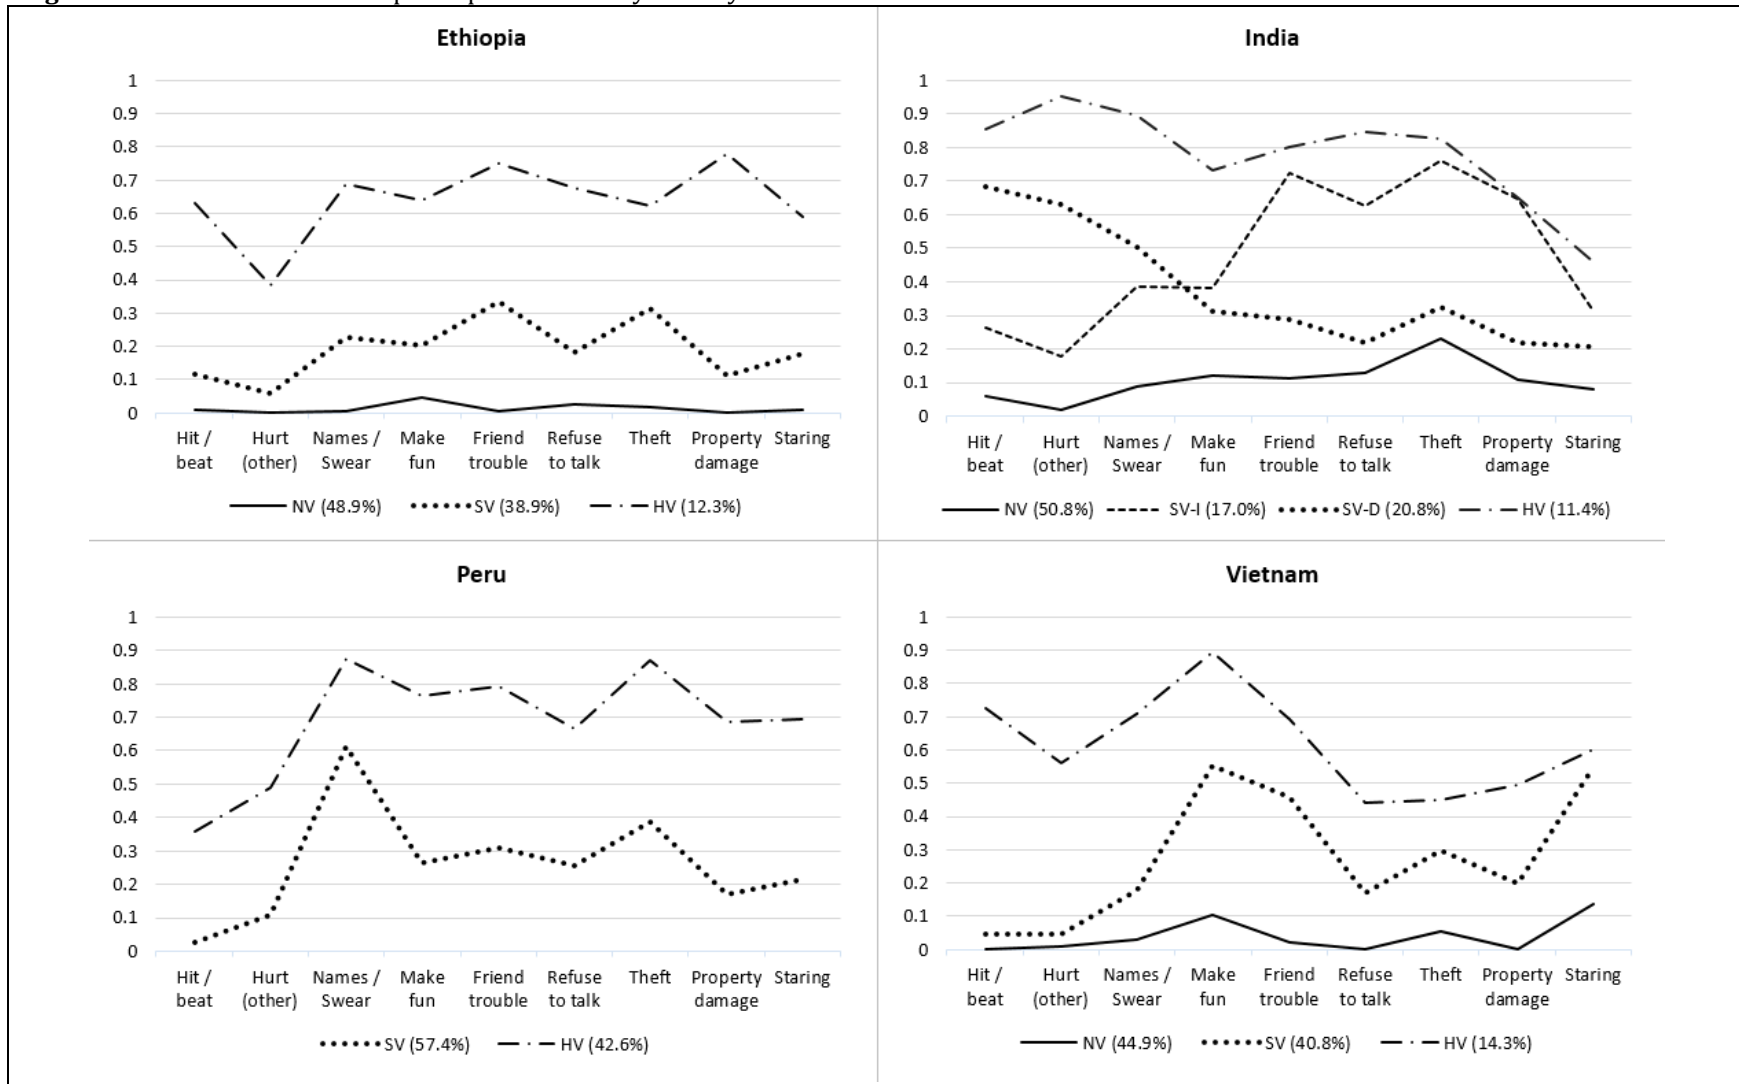 Ethiopia
1
0.9
0.8
0.7
0.6
0.5
0.4
0.3
0.2
0.1
0
Hit / beat
Hurt (other)
Names / Swear
Make fun
Friend trouble
Refuse to talk
Theft
Property damage
Staring
NV (48.9%) SV (38.9%) HV (12.3%)
India
1
0.9
0.8
0.7
0.6
0.5
0.4
0.3
0.2
0.1
0
Hit / beat
Hurt (other)
Names / Swear
Make fun
Friend trouble
Refuse to talk
Theft
Property damage
Staring
NV (50.8%) SV-I (17.0%) SV-D (20.8%) HV (11.4%)
Peru
1
0.9
0.8
0.7
0.6
0.5
0.4
0.3
0.2
0.1
0
Hit / beat
Hurt (other)
Names / Swear
Make fun
Friend trouble
Refuse to talk
Theft
Property damage
Staring
SV (57.4%) HV (42.6%)
Vietnam
1
0.9
0.8
0.7
0.6
0.5
0.4
0.3
0.2
0.1
0
Hit / beat
Hurt (other)
Names / Swear
Make fun
Friend trouble
Refuse to talk
Theft
Property damage
Staring
NV (44.9%) SV (40.8%) HV (14.3%)